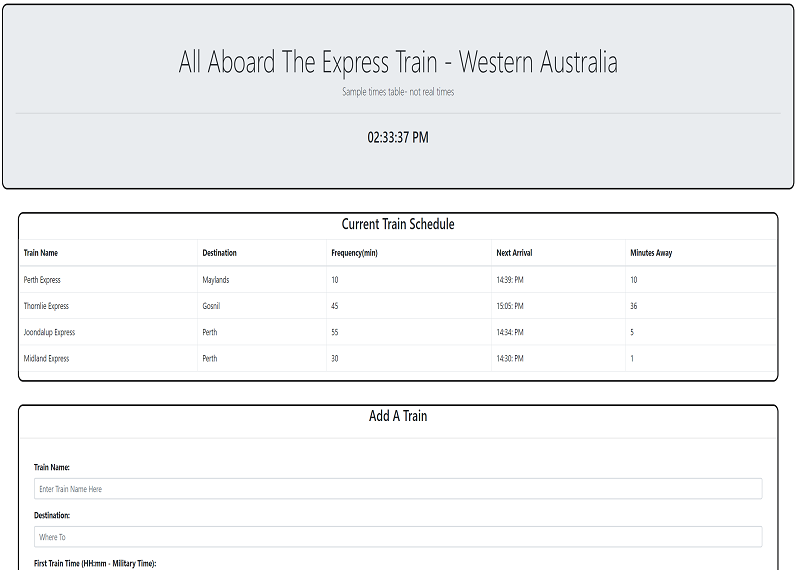 All Aboard The Express Train - Western Australia
Sample times table- not real times
02:33:37 PM
Current Train Schedule
Train Name Destination Frequency(min) Next Arrival Minutes Away
Perth Express Maylands 10 14:39: PM 10
Thornlie Express Gosnil 45 15:05: PM 36
Joondalup Express Perth 55 14:34: PM 5
Midland Express Perth 30 14:30: PM 1
Add A Train
Train Name:
Enter Train Name Here
Destination:
Where To
First Train Time (HH:mm - Military Time):